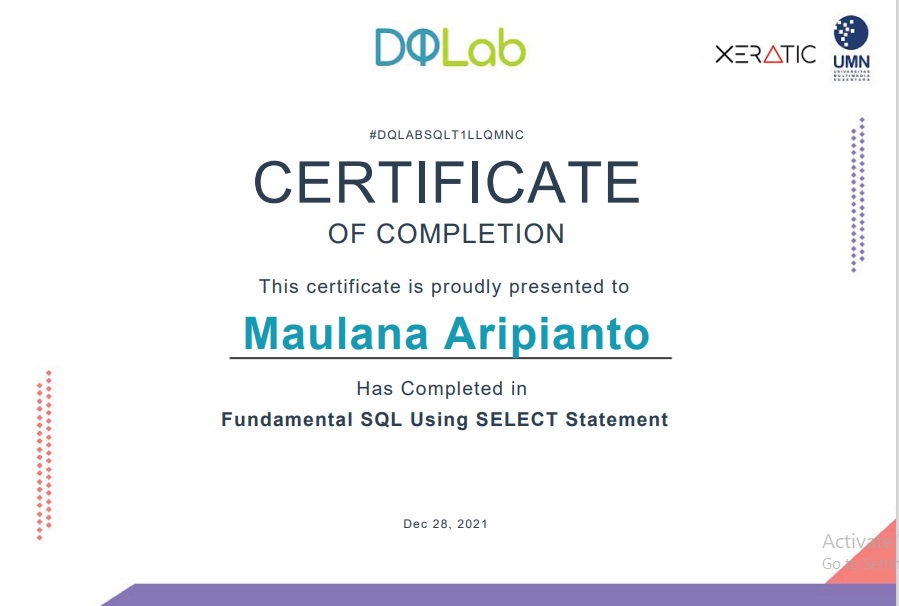 DQLab
XERATIC
UMN
UNIVERSITAS
MULTIMEDIA
NUSANTARA
#DQLABSQLT1LLQMNC
CERTIFICATE
OF COMPLETION
This certificate is proudly presented to
Maulana Aripianto
Has Completed in
Fundamental SQL Using SELECT Statement
Dec 28, 2021
Activate
Go to